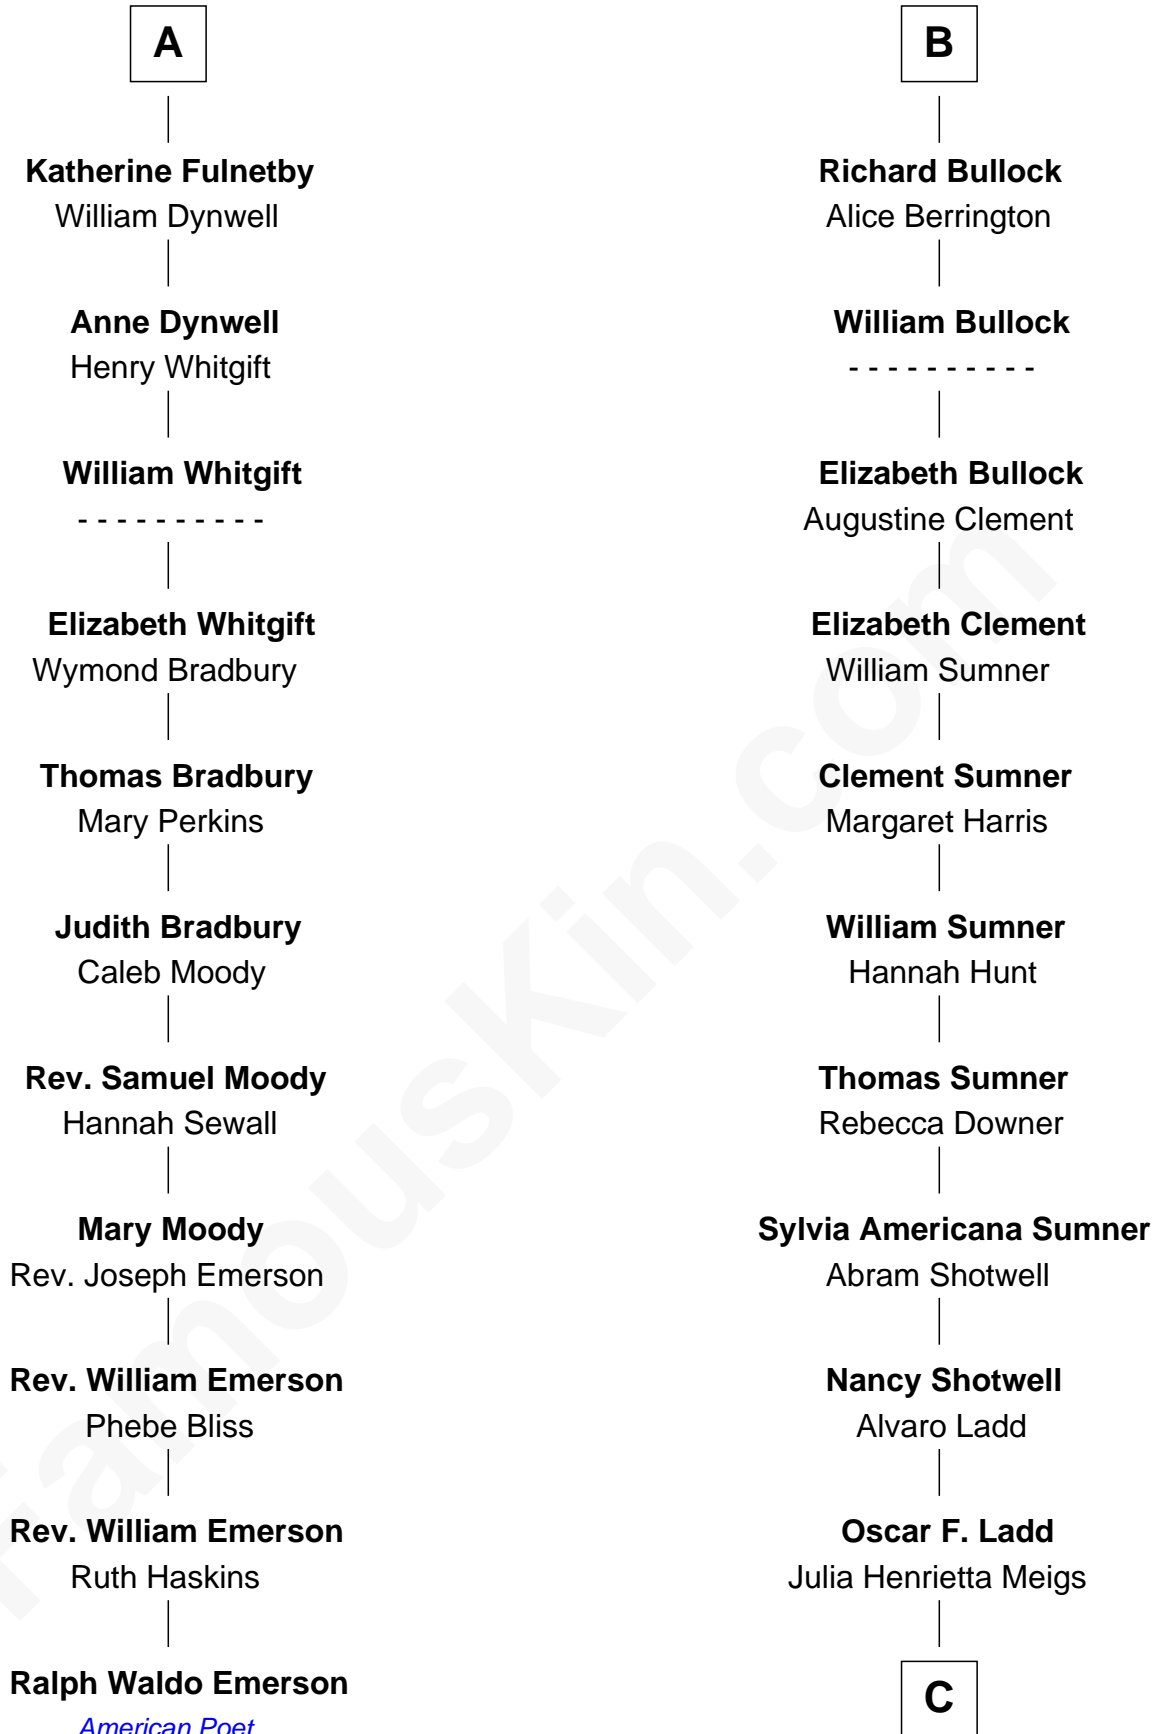 A
Katherine Fulnetby
William Dynwell
Anne Dynwell
Henry Whitgift
William Whitgift
- - - - - - - - - -
Elizabeth Whitgift
Wymond Bradbury
Thomas Bradbury
Mary Perkins
Judith Bradbury
Caleb Moody
Rev. Samuel Moody
Hannah Sewall
Mary Moody
Rev. Joseph Emerson
Rev. William Emerson
Phebe Bliss
Rev. William Emerson
Ruth Haskins
Ralph Waldo Emerson
American Poet
B
Richard Bullock
Alice Berrington
William Bullock
- - - - - - - - - -
Elizabeth Bullock
Augustine Clement
Elizabeth Clement
William Sumner
Clement Sumner
Margaret Harris
William Sumner
Hannah Hunt
Thomas Sumner
Rebecca Downer
Sylvia Americana Sumner
Abram Shotwell
Nancy Shotwell
Alvaro Ladd
Oscar F. Ladd
Julia Henrietta Meigs
C
FamousKin.com